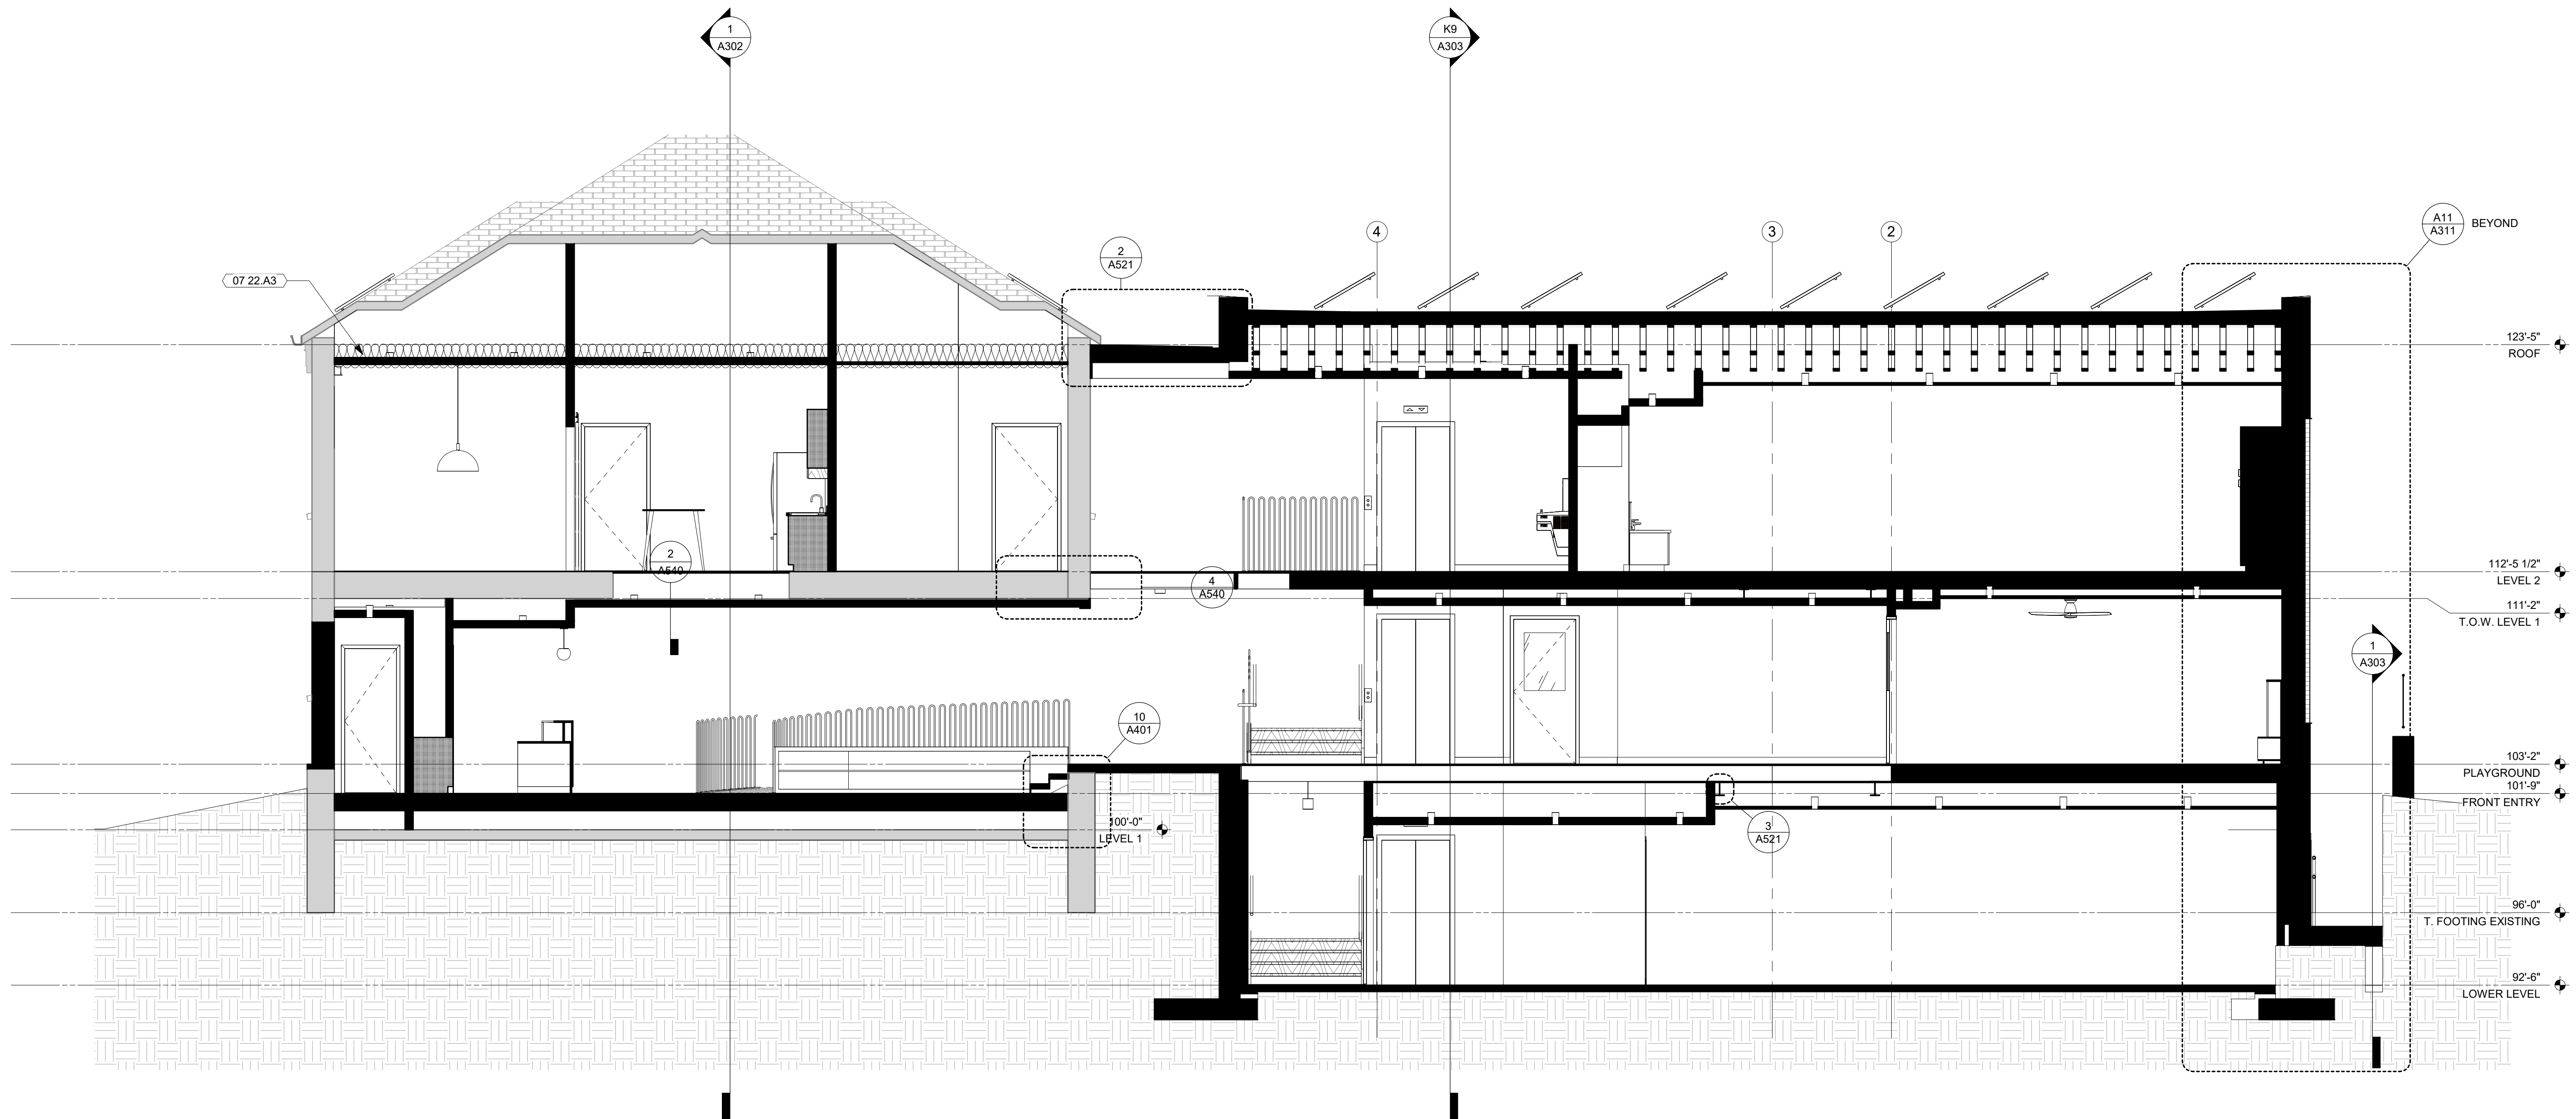 1
A302
K9
A303
A11
A311
BEYOND
4
3
2
2
A521
07 22.A3
123'-5"
ROOF
2
A540
4
A540
112'-5 1/2"
LEVEL 2
111'-2"
T.O.W. LEVEL 1
1
A303
10
A401
103'-2"
PLAYGROUND
101'-9"
FRONT ENTRY
100'-0"
LEVEL 1
3
A521
96'-0"
T. FOOTING EXISTING
92'-6"
LOWER LEVEL